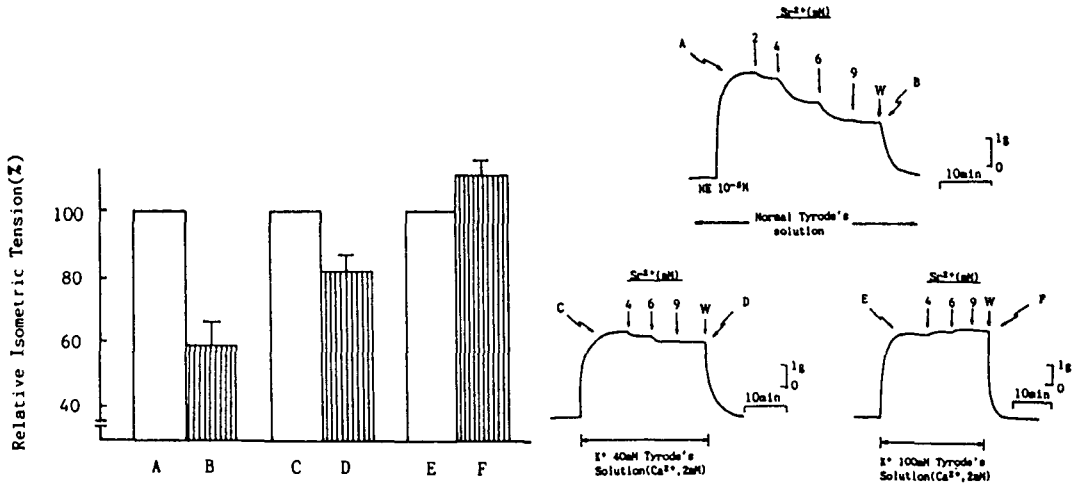 Relative Isometric Tension(%)
100
80
60
40
A B C D E F
Sr²⁺(mM)
A 2 4 6 9 W B
1g
0
10min
NE 10⁻⁶M
Normal Tyrode's
solution
Sr²⁺(mM)
C 4 6 9 W D
1g
0
10min
K⁺ 40mM Tyrode's
Solution(Ca²⁺,2mM)
Sr²⁺(mM)
E 4 6 9 W F
1g
0
10min
K⁺ 100mM Tyrode's
Solution(Ca²⁺,2mM)